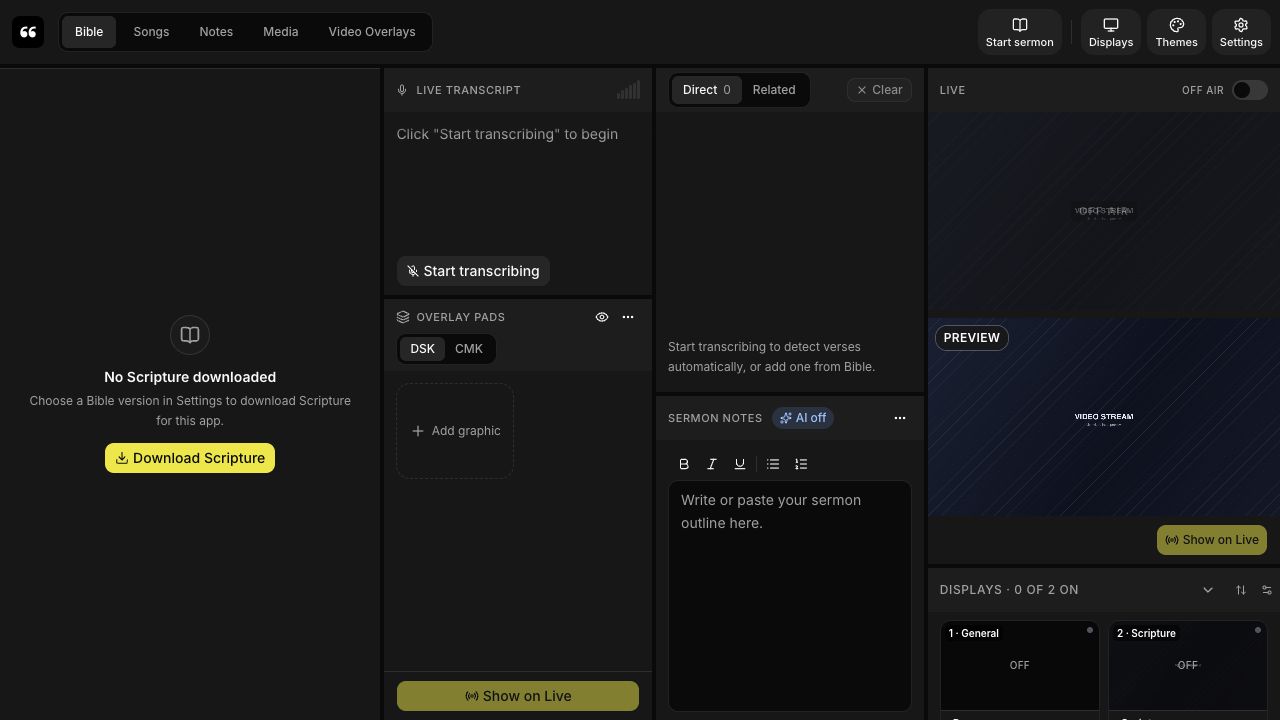 Bible
Songs
Notes
Media
Video Overlays
Start sermon
Displays
Themes
Settings
No Scripture downloaded
Choose a Bible version in Settings to download Scripture
for this app.
Download Scripture
LIVE TRANSCRIPT
Click "Start transcribing" to begin
Start transcribing
OVERLAY PADS
DSK
CMK
Add graphic
Show on Live
Direct 0
Related
Clear
Start transcribing to detect verses
automatically, or add one from Bible.
SERMON NOTES
AI off
Write or paste your sermon
outline here.
LIVE
OFF AIR
PREVIEW
VIDEO STREAM
Show on Live
DISPLAYS · 0 OF 2 ON
1 · General
OFF
2 · Scripture
OFF